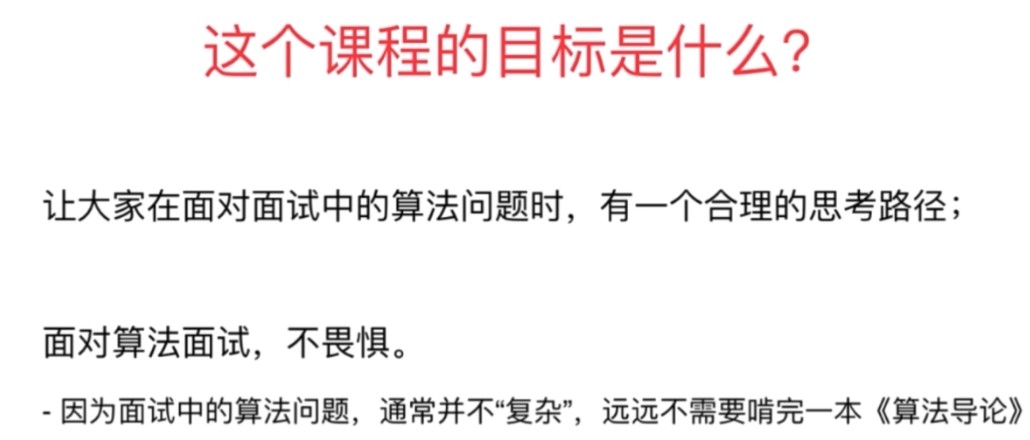 这个课程的目标是什么？
让大家在面对面试中的算法问题时，有一个合理的思考路径；
面对算法面试，不畏惧。
- 因为面试中的算法问题，通常并不“复杂”，远远不需要啃完一本《算法导论》